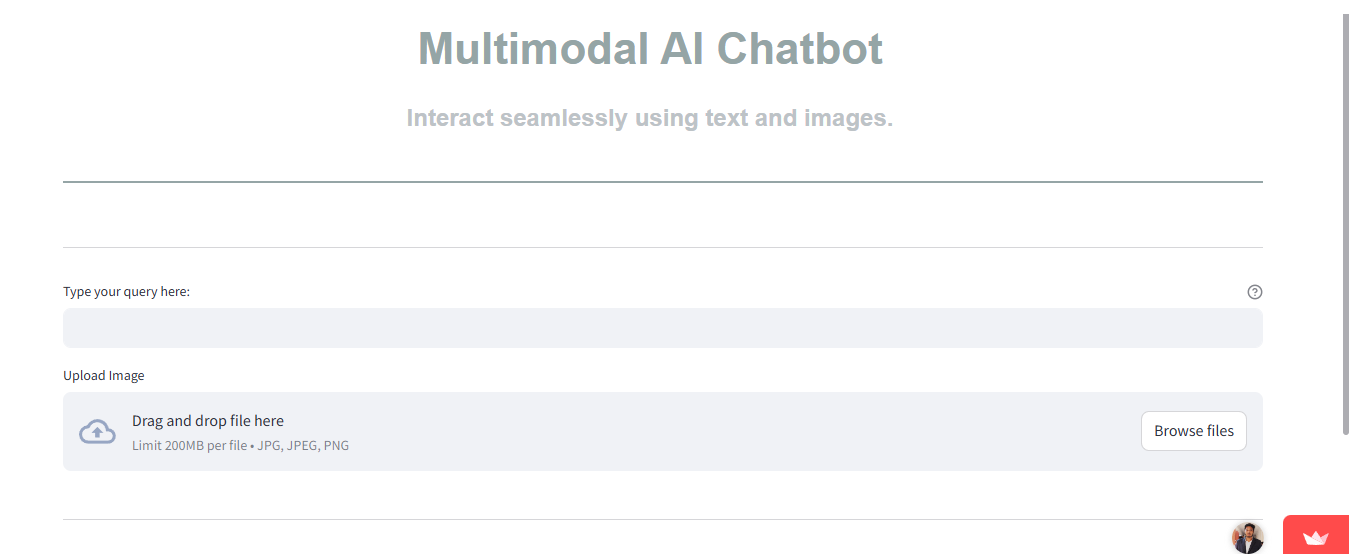 Multimodal AI Chatbot
Interact seamlessly using text and images.
Type your query here:
Upload Image
Drag and drop file here
Limit 200MB per file • JPG, JPEG, PNG
Browse files